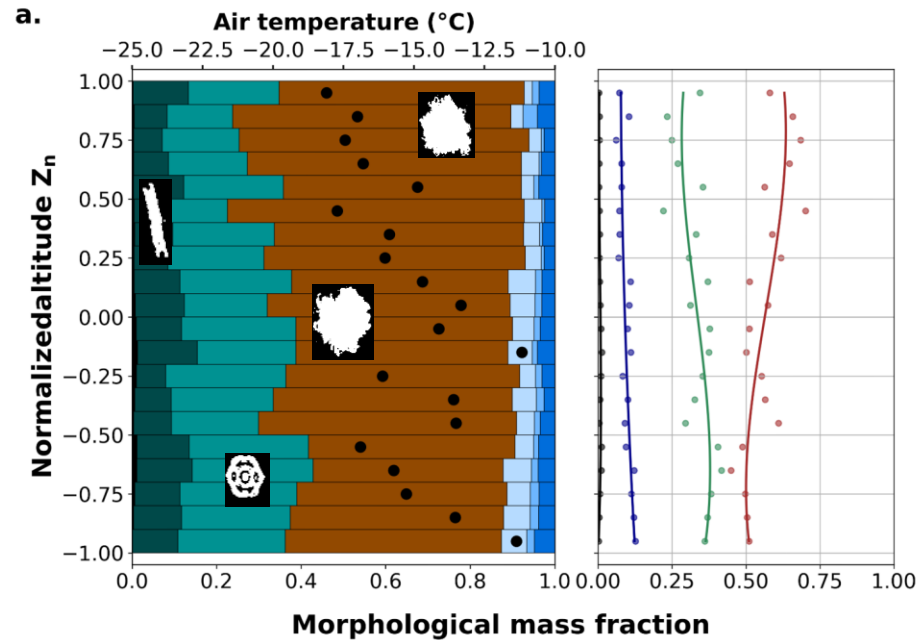 a.
Air temperature (°C)
−25.0 −22.5 −20.0 −17.5 −15.0 −12.5 −10.0
Normalizedaltitude Zn
1.00
0.75
0.50
0.25
0.00
−0.25
−0.50
−0.75
−1.00
0.0 0.2 0.4 0.6 0.8 1.0
0.00 0.25 0.50 0.75 1.00
Morphological mass fraction